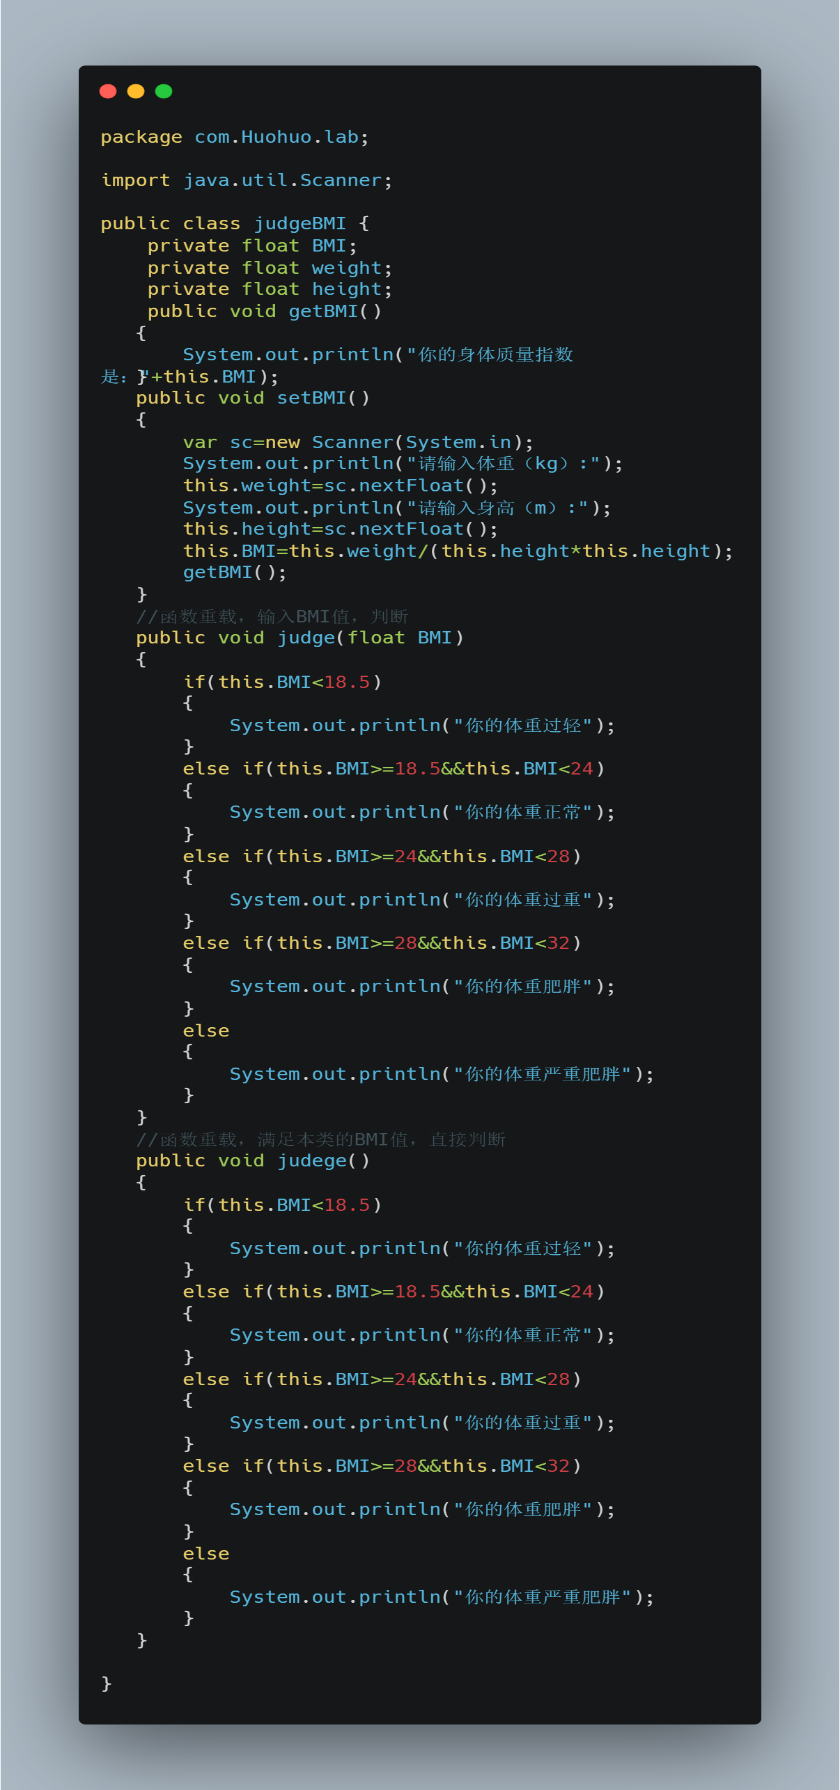 package com.Huohuo.lab;

import java.util.Scanner;

public class judgeBMI {
    private float BMI;
    private float weight;
    private float height;
    public void getBMI()
   {
       System.out.println("你的身体质量指数
是："+this.BMI);
   }
   public void setBMI()
   {
       var sc=new Scanner(System.in);
       System.out.println("请输入体重（kg）:");
       this.weight=sc.nextFloat();
       System.out.println("请输入身高（m）:");
       this.height=sc.nextFloat();
       this.BMI=this.weight/(this.height*this.height);
       getBMI();
   }
   //函数重载，输入BMI值，判断
   public void judge(float BMI)
   {
       if(this.BMI<18.5)
       {
           System.out.println("你的体重过轻");
       }
       else if(this.BMI>=18.5&&this.BMI<24)
       {
           System.out.println("你的体重正常");
       }
       else if(this.BMI>=24&&this.BMI<28)
       {
           System.out.println("你的体重过重");
       }
       else if(this.BMI>=28&&this.BMI<32)
       {
           System.out.println("你的体重肥胖");
       }
       else
       {
           System.out.println("你的体重严重肥胖");
       }
   }
   //函数重载，满足本类的BMI值，直接判断
   public void judege()
   {
       if(this.BMI<18.5)
       {
           System.out.println("你的体重过轻");
       }
       else if(this.BMI>=18.5&&this.BMI<24)
       {
           System.out.println("你的体重正常");
       }
       else if(this.BMI>=24&&this.BMI<28)
       {
           System.out.println("你的体重过重");
       }
       else if(this.BMI>=28&&this.BMI<32)
       {
           System.out.println("你的体重肥胖");
       }
       else
       {
           System.out.println("你的体重严重肥胖");
       }
   }

}